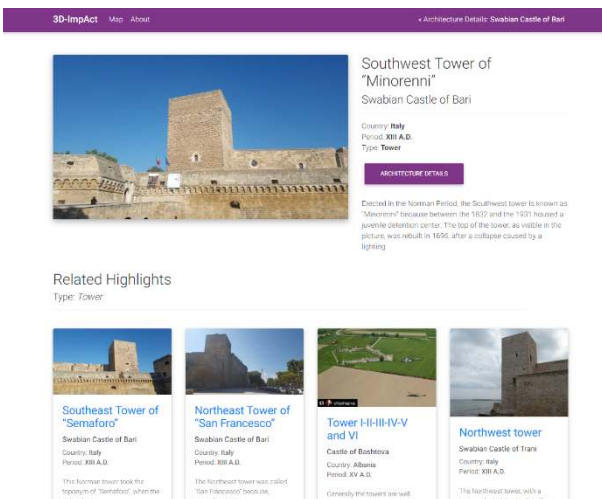 3D-ImpAct Map About « Architecture Details: Swabian Castle of Bari
Southwest Tower of
"Minorenni"
Swabian Castle of Bari
Country: Italy
Period: XIII A.D.
Type: Tower
ARCHITECTURE DETAILS
Erected in the Norman Period, the Southwest tower is known as
"Minorenni" because between the 1832 and the 1931 housed a
juvenile detention center. The top of the tower, as visible in the
picture, was rebuilt in 1696, after a collapse caused by a
lighting
Related Highlights
Type: Tower
Southeast Tower of
"Semaforo"
Swabian Castle of Bari
Country: Italy
Period: XIII A.D.
This Norman tower took the
toponym of "Semaforo", when the
Northeast Tower of
"San Francesco"
Swabian Castle of Bari
Country: Italy
Period: XIII A.D.
The Northeast tower was called
"San Francesco" because,
Tower I-II-III-IV-V
and VI
Castle of Bashtova
Country: Albania
Period: XV A.D.
Generally the towers are well
Northwest tower
Swabian Castle of Trani
Country: Italy
Period: XIII A.D.
The Northwest tower, with a